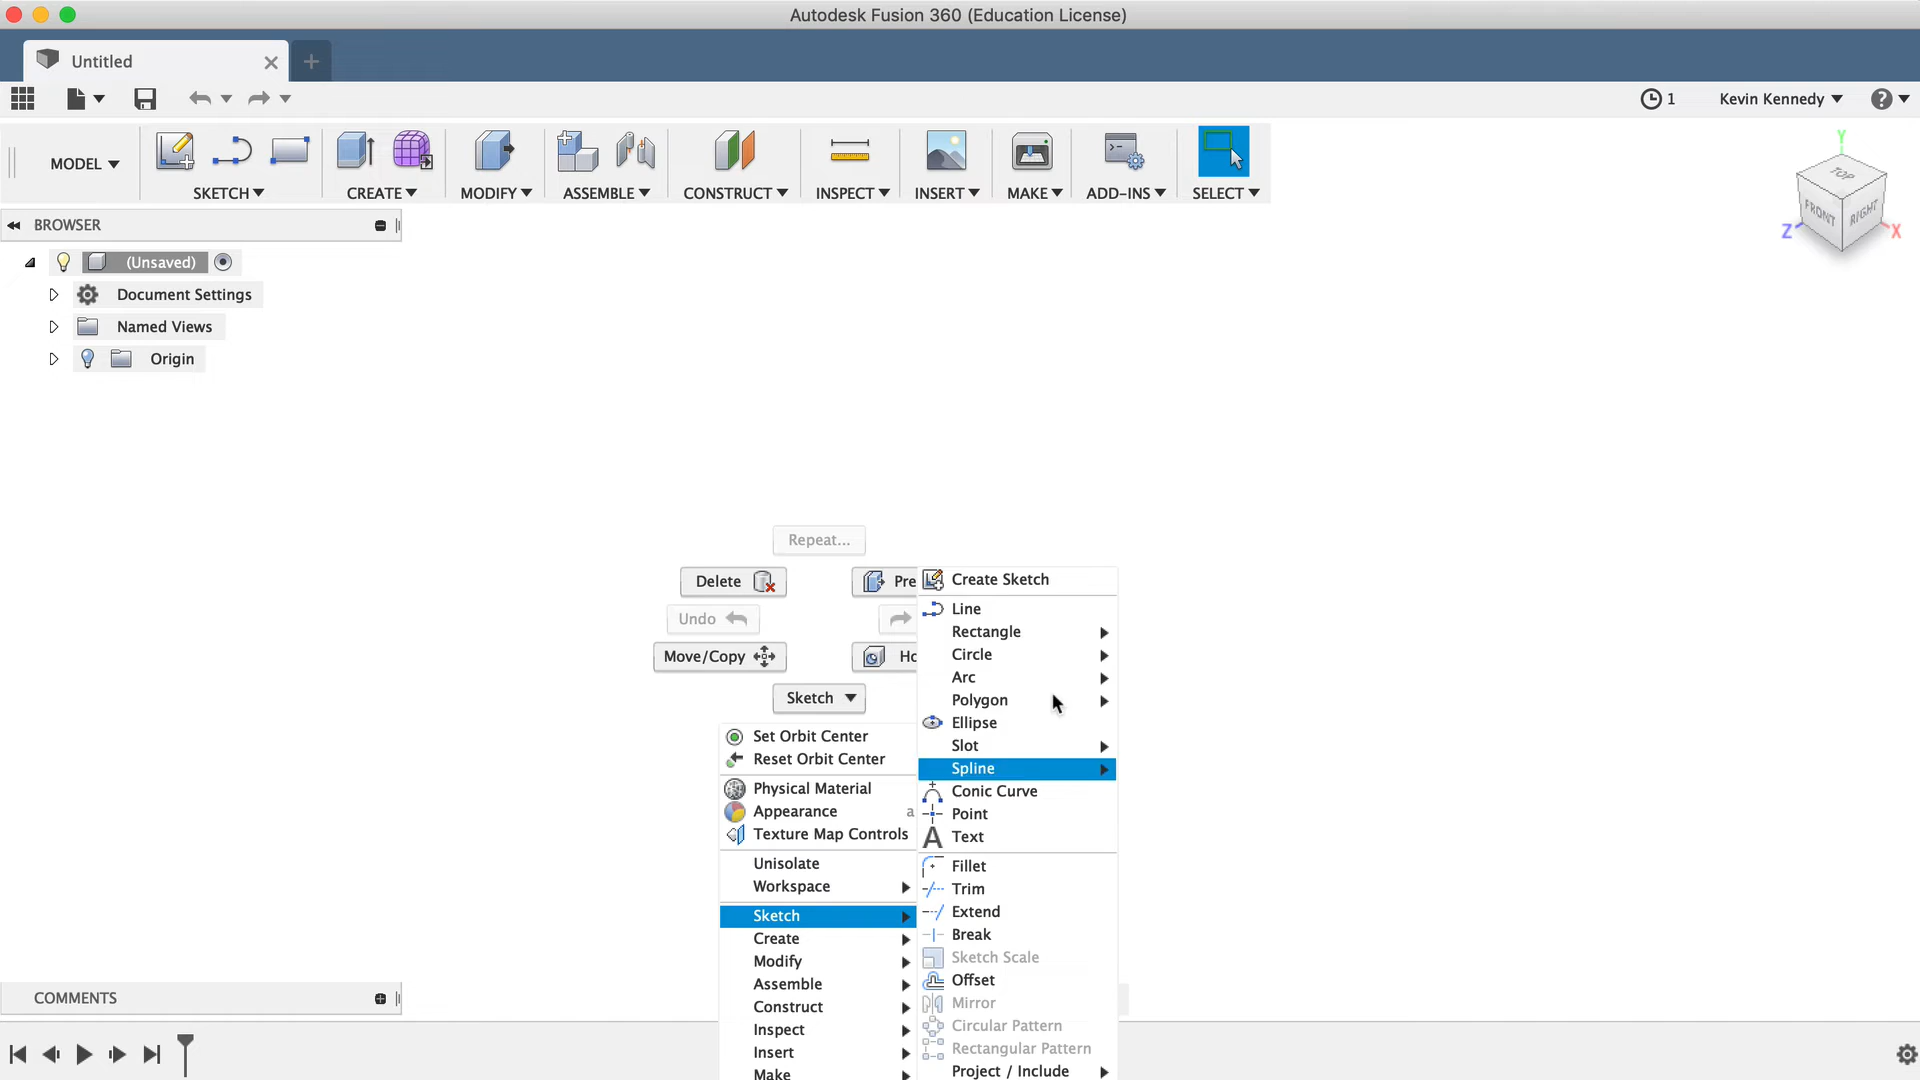 Autodesk Fusion 360 (Education License)
Untitled
1
Kevin Kennedy
MODEL
SKETCH
CREATE
MODIFY
ASSEMBLE
CONSTRUCT
INSPECT
INSERT
MAKE
ADD-INS
SELECT
Y
TOP
FRONT
RIGHT
Z
X
BROWSER
(Unsaved)
Document Settings
Named Views
Origin
Repeat...
Delete
Pre
Undo
Move/Copy
Ho
Sketch
Set Orbit Center
Reset Orbit Center
Physical Material
Appearance a
Texture Map Controls
Unisolate
Workspace
Sketch
Create
Modify
Assemble
Construct
Inspect
Insert
Make
Create Sketch
Line
Rectangle
Circle
Arc
Polygon
Ellipse
Slot
Spline
Conic Curve
Point
Text
Fillet
Trim
Extend
Break
Sketch Scale
Offset
Mirror
Circular Pattern
Rectangular Pattern
Project / Include
COMMENTS